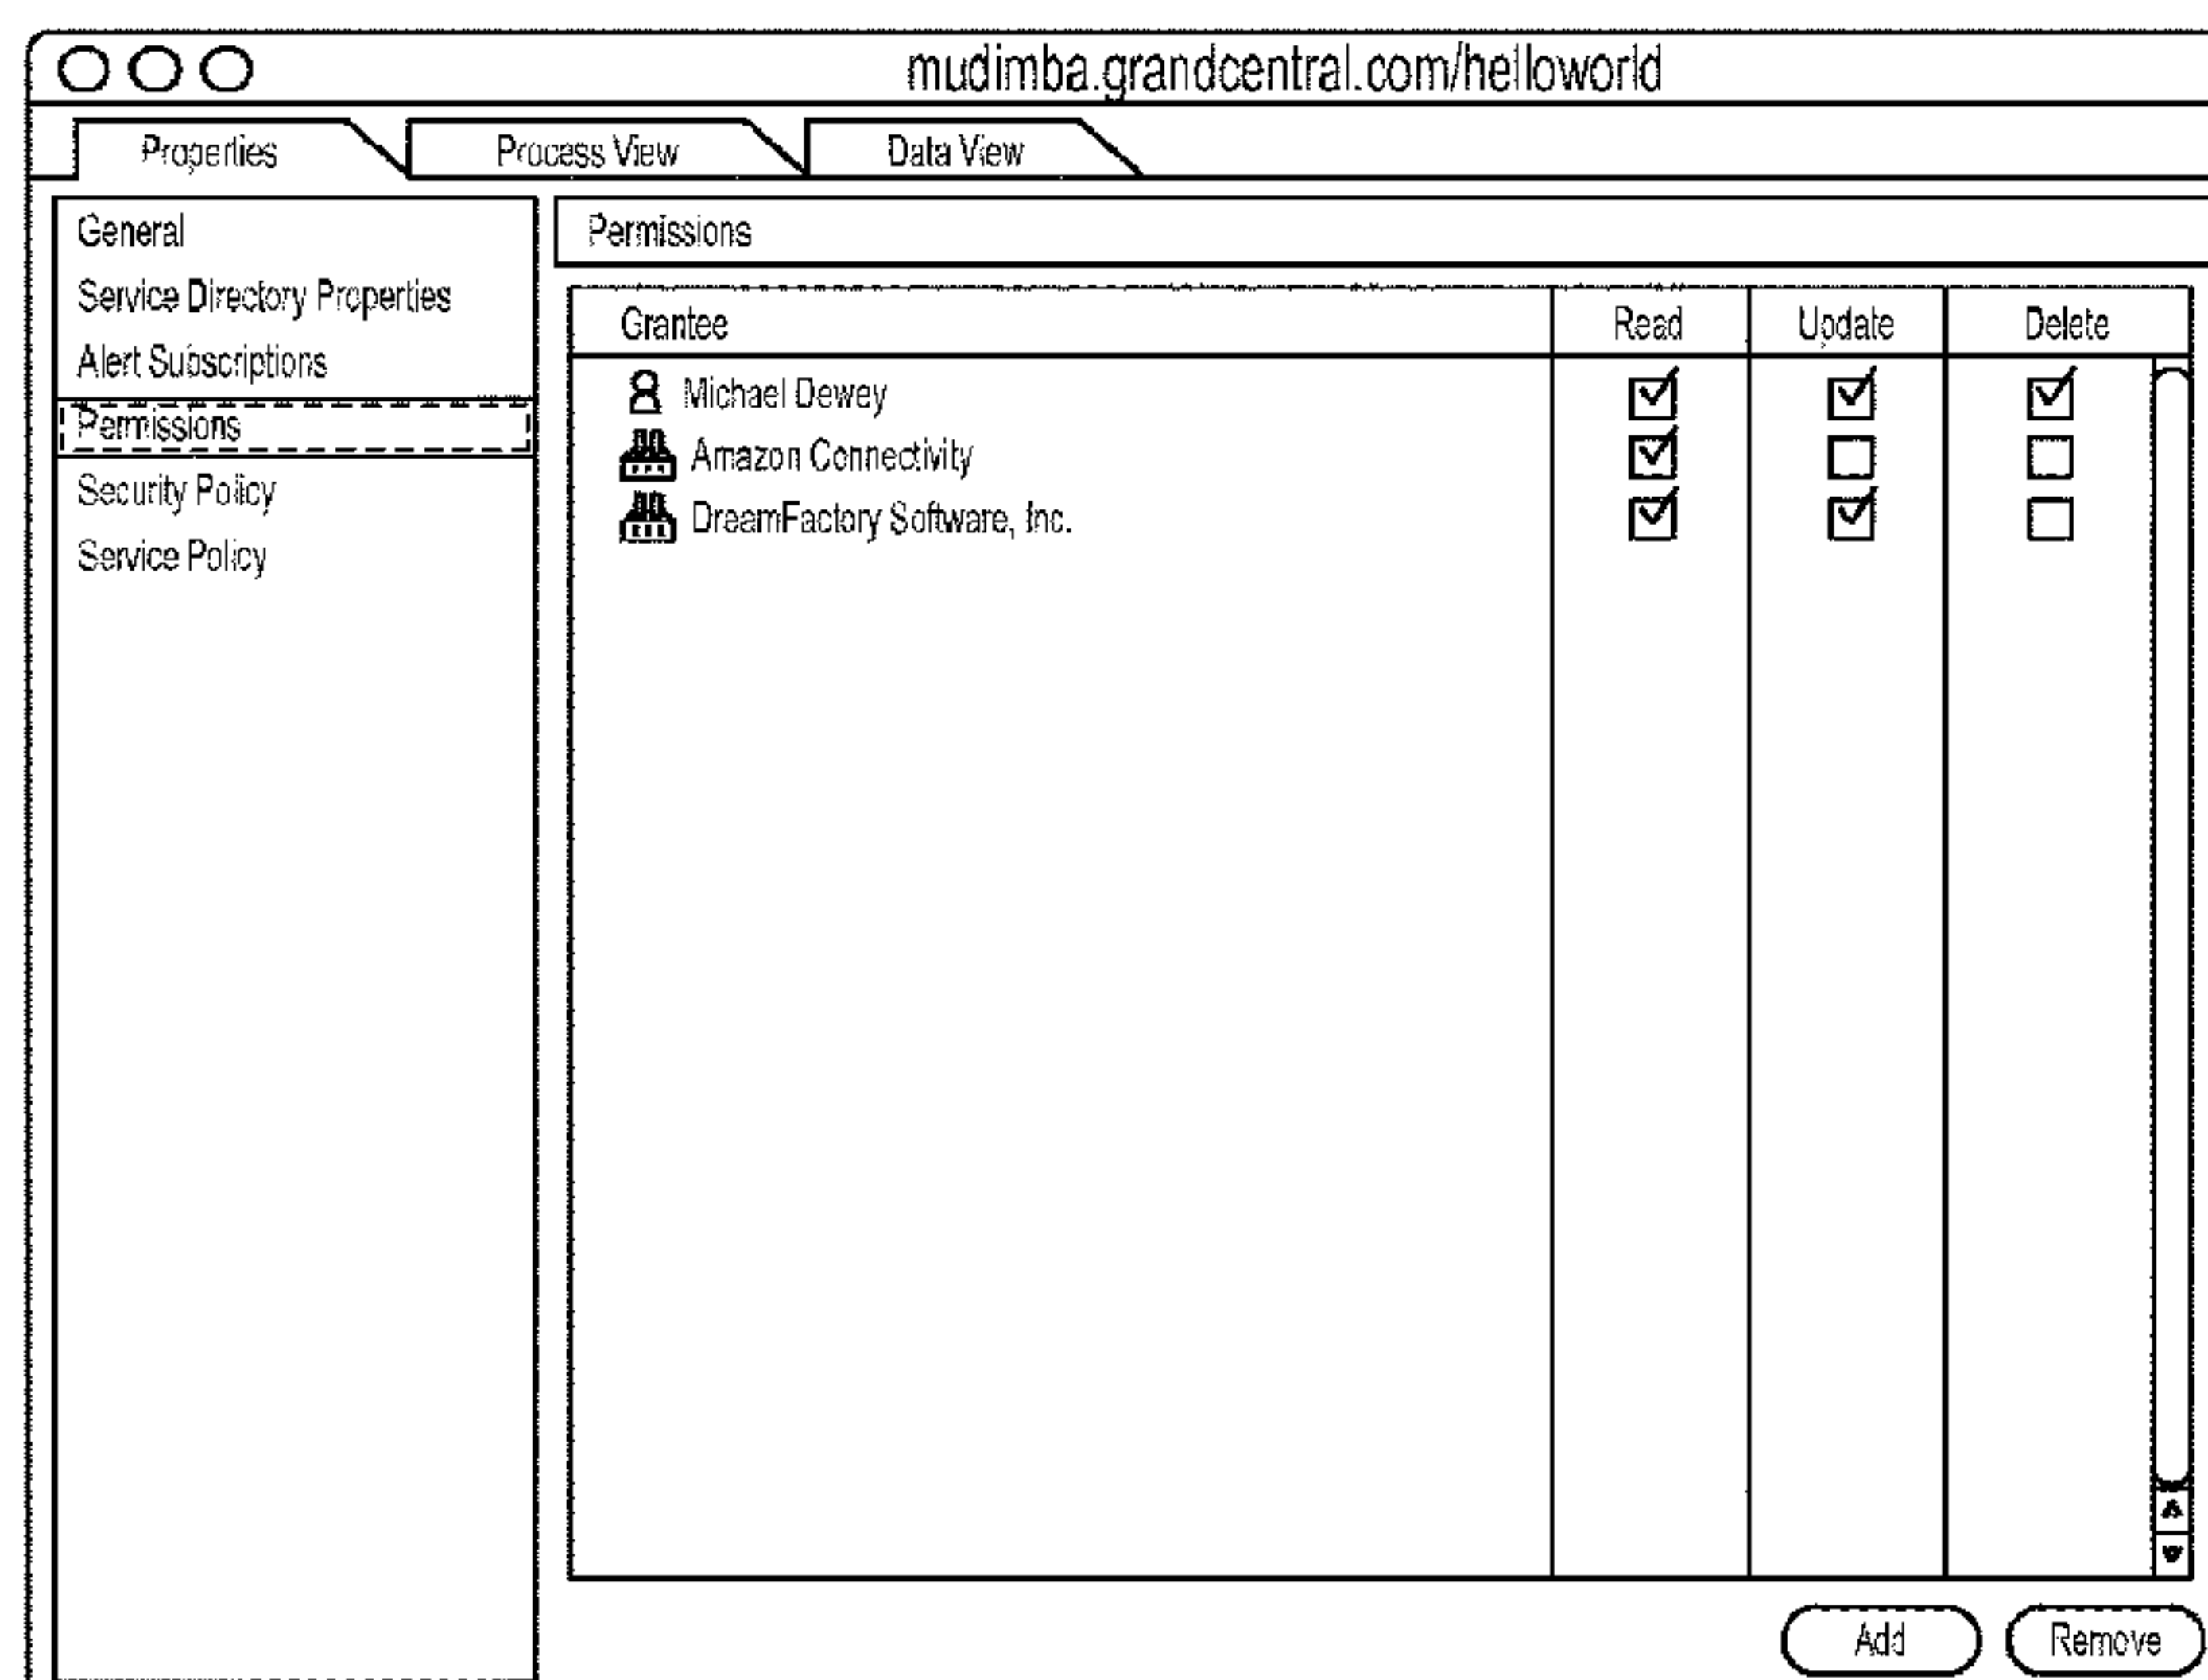 mudimba.grandcentral.com/helloworld
Properties Process View Data View
General
Service Directory Properties
Alert Subscriptions
Permissions
Security Policy
Service Policy
Permissions
Grantee Read Update Delete
Michael Dewey
Amazon Connectivity
DreamFactory Software, Inc.
Add Remove